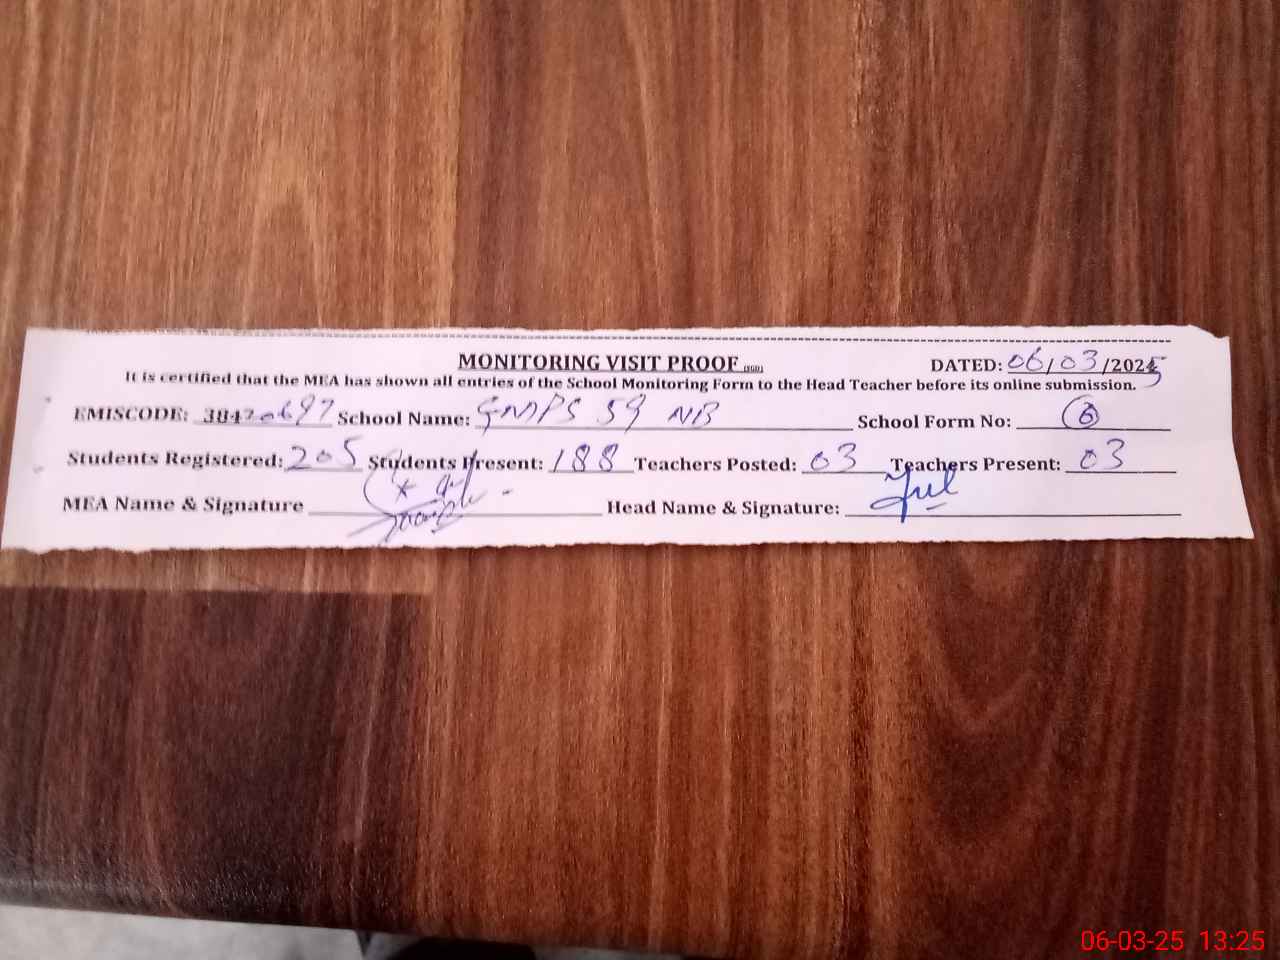 MONITORING VISIT PROOF (SGD)
DATED: 06/03/2025
It is certified that the MEA has shown all entries of the School Monitoring Form to the Head Teacher before its online submission.
EMISCODE: 38420697 School Name: GMPS 59 NB School Form No: 6
Students Registered: 205 Students Present: 188 Teachers Posted: 03 Teachers Present: 03
MEA Name & Signature Head Name & Signature:
06-03-25 13:25